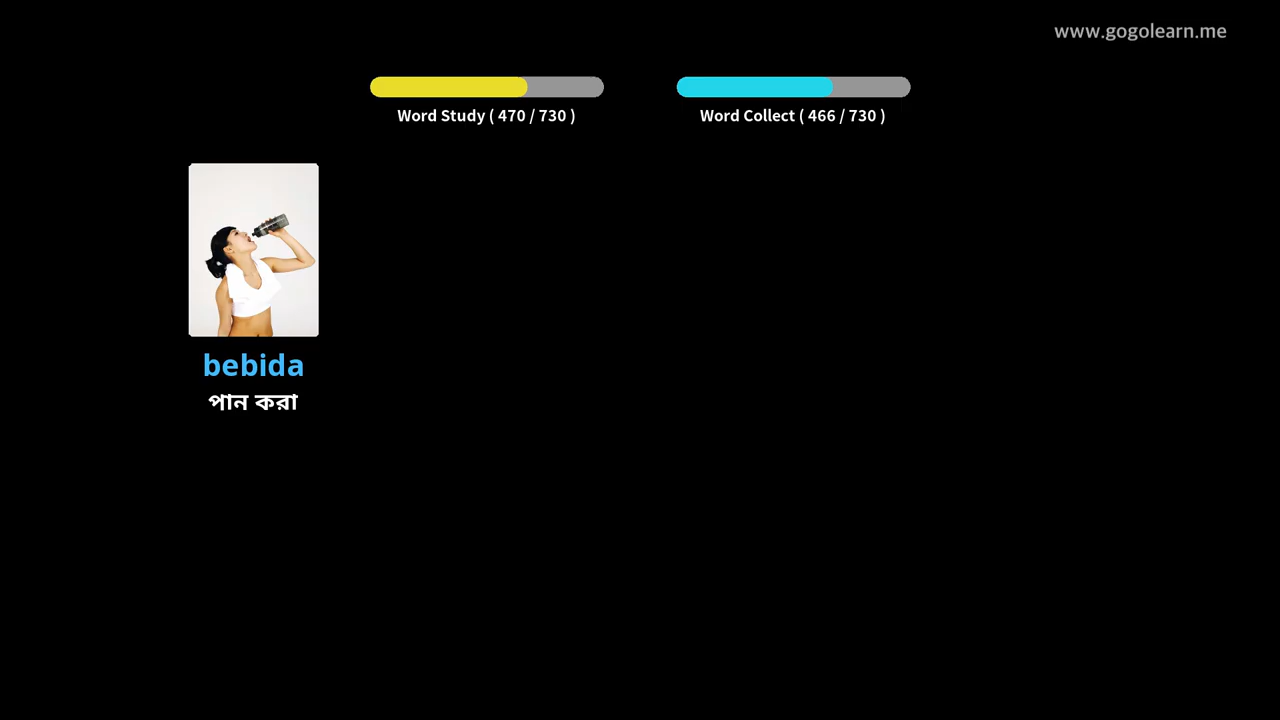 www.gogolearn.me
Word Study ( 470 / 730 )
Word Collect ( 466 / 730 )
bebida
পান করা